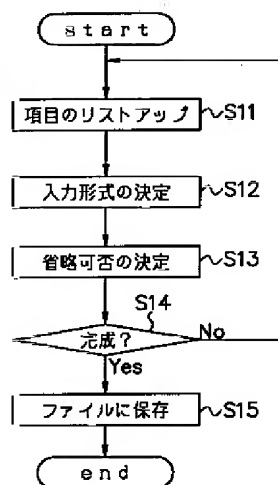 start
項目のリストアップ
S11
入力形式の決定
S12
省略可否の決定
S13
S14
完成?
No
Yes
ファイルに保存
S15
end